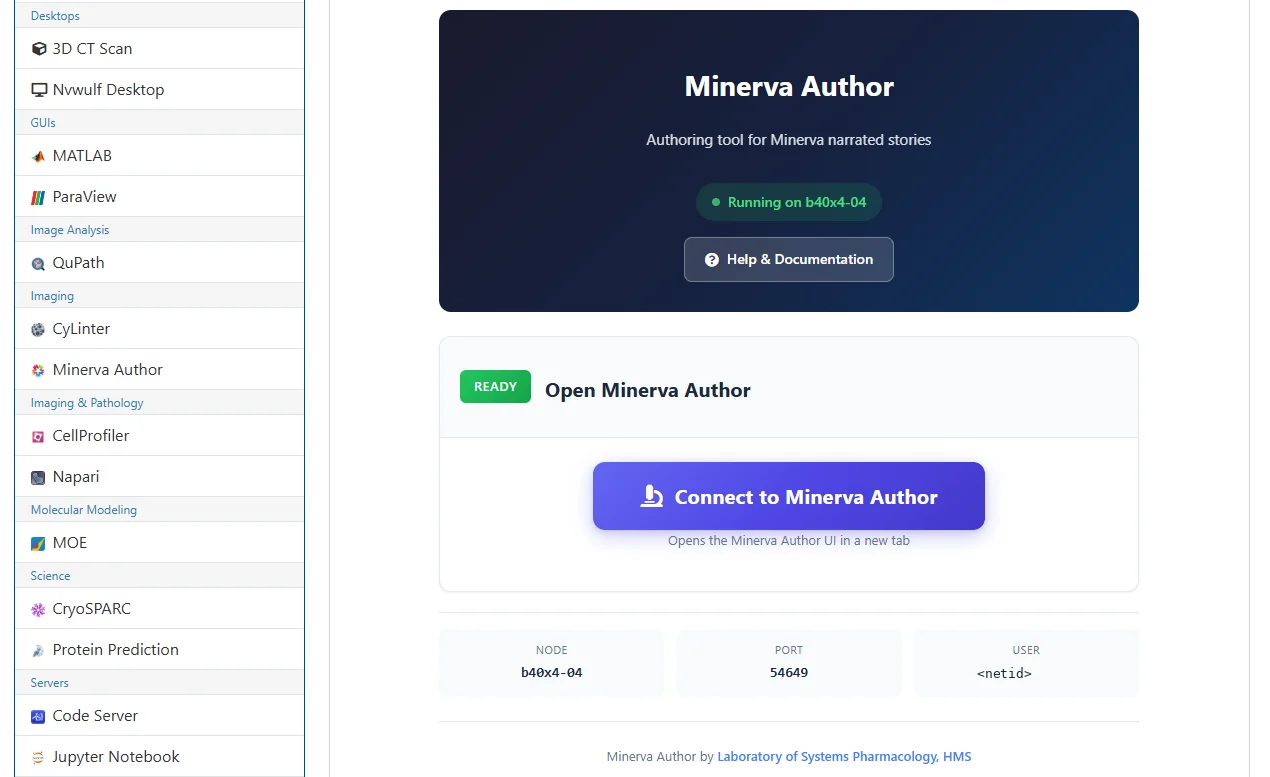 Desktops
3D CT Scan
Nvwulf Desktop
GUIs
MATLAB
ParaView
Image Analysis
QuPath
Imaging
CyLinter
Minerva Author
Imaging & Pathology
CellProfiler
Napari
Molecular Modeling
MOE
Science
CryoSPARC
Protein Prediction
Servers
Code Server
Jupyter Notebook
Minerva Author
Authoring tool for Minerva narrated stories
Running on b40x4-04
Help & Documentation
READY
Open Minerva Author
Connect to Minerva Author
Opens the Minerva Author UI in a new tab
NODE
b40x4-04
PORT
54649
USER
<netid>
Minerva Author by Laboratory of Systems Pharmacology, HMS